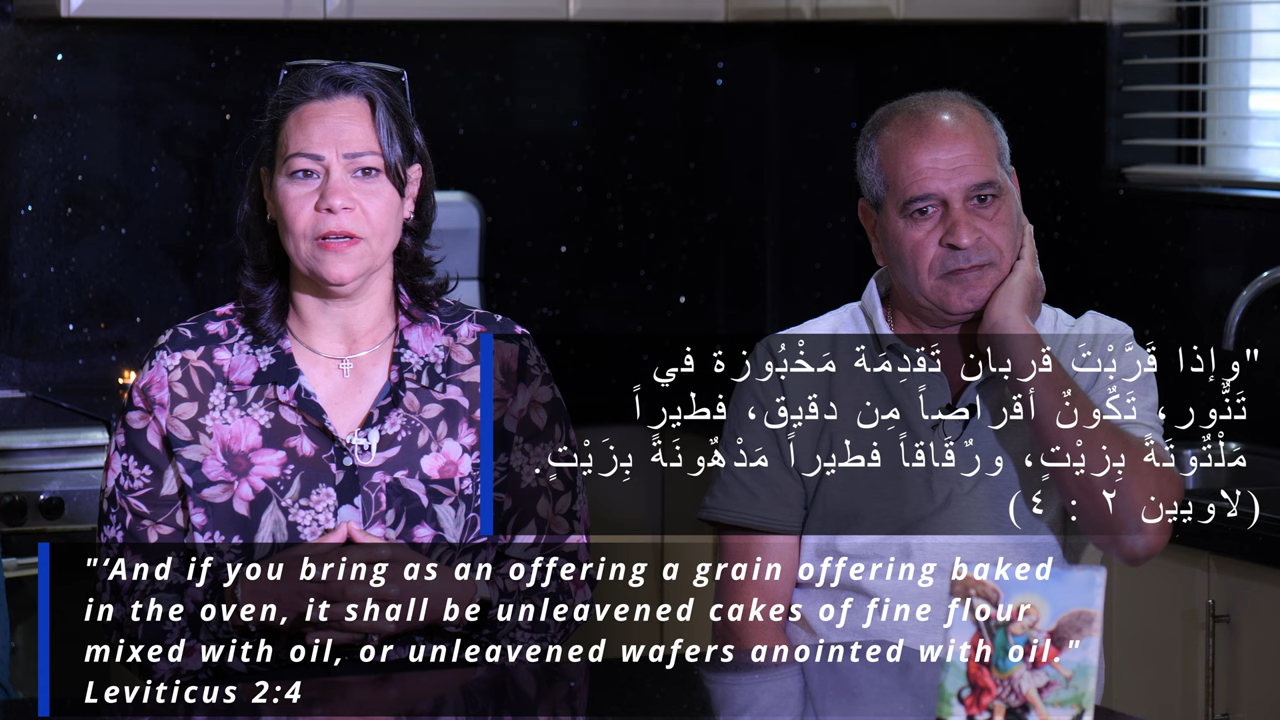 "وإذا قَرَّبْتَ قربان تَقدِمَة مَخْبُوزة في
تَنُّور، تَكُونُ أقراصاً مِن دقيق، فطيراً
مَلْتُوتَةً بِزيْتٍ، ورُقَاقاً فطيراً مَدْهُونَةً بِزَيْتٍ.
(لاويين ٢ : ٤)
"‘And if you bring as an offering a grain offering baked
in the oven, it shall be unleavened cakes of fine flour
mixed with oil, or unleavened wafers anointed with oil."
Leviticus 2:4